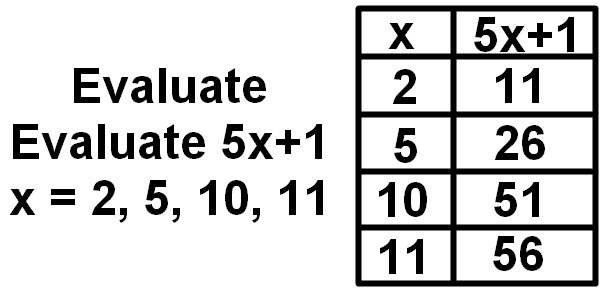 Evaluate
Evaluate 5x+1
x = 2, 5, 10, 11
x 5x+1
2 11
5 26
10 51
11 56